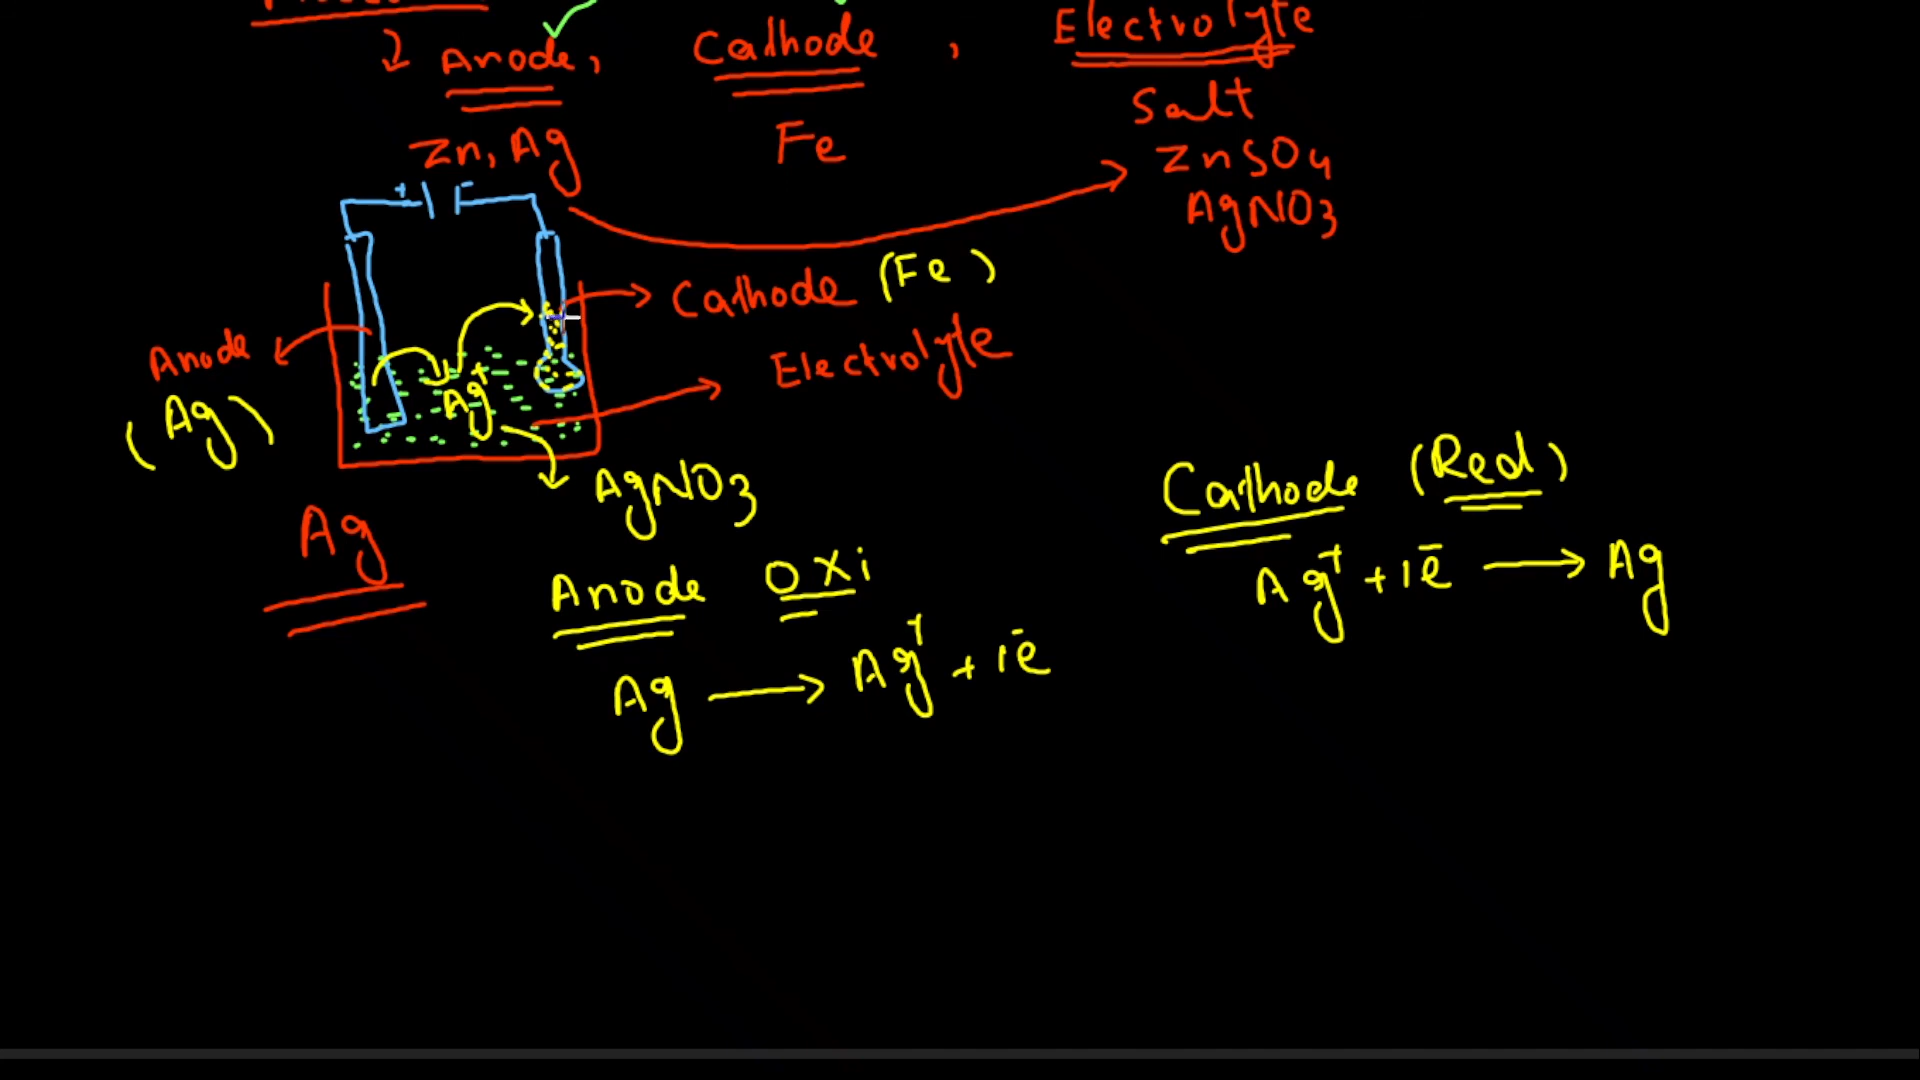 Anode, Cathode, Electrolyte
Salt
Zn, Ag Fe ZnSO4
AgNO3
+ -
Cathode (Fe)
Anode Electrolyte
(Ag) Ag+
AgNO3
Cathode (Red)
Ag
Ag+ + 1e- → Ag
Anode OXi
Ag → Ag+ + 1e-